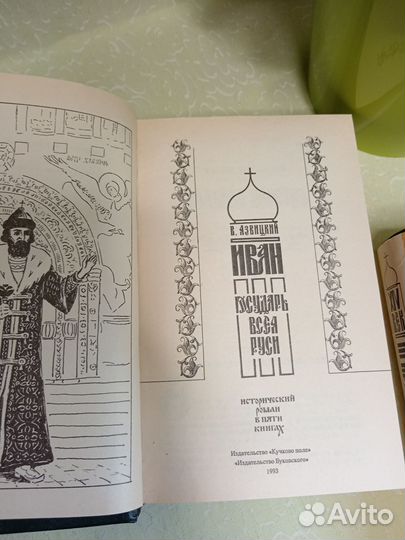 В. ЯЗВИЦКИЙ
ИВАН
ГОСУДАРЬ
ВСЕЯ
РУСИ
ИСТОРИЧЕСКИЙ
РОМАН
В ПЯТИ
КНИГАХ
Издательство «Кучково поле»
«Издательство Буковского»
1993
Avito